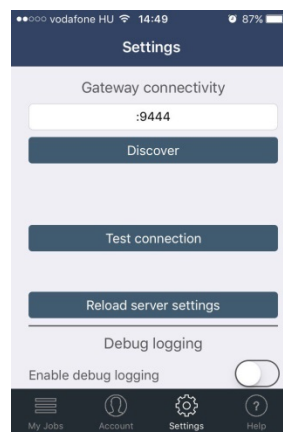 vodafone HU 14:49 87%
Settings
Gateway connectivity
:9444
Discover
Test connection
Reload server settings
Debug logging
Enable debug logging
My Jobs Account Settings Help